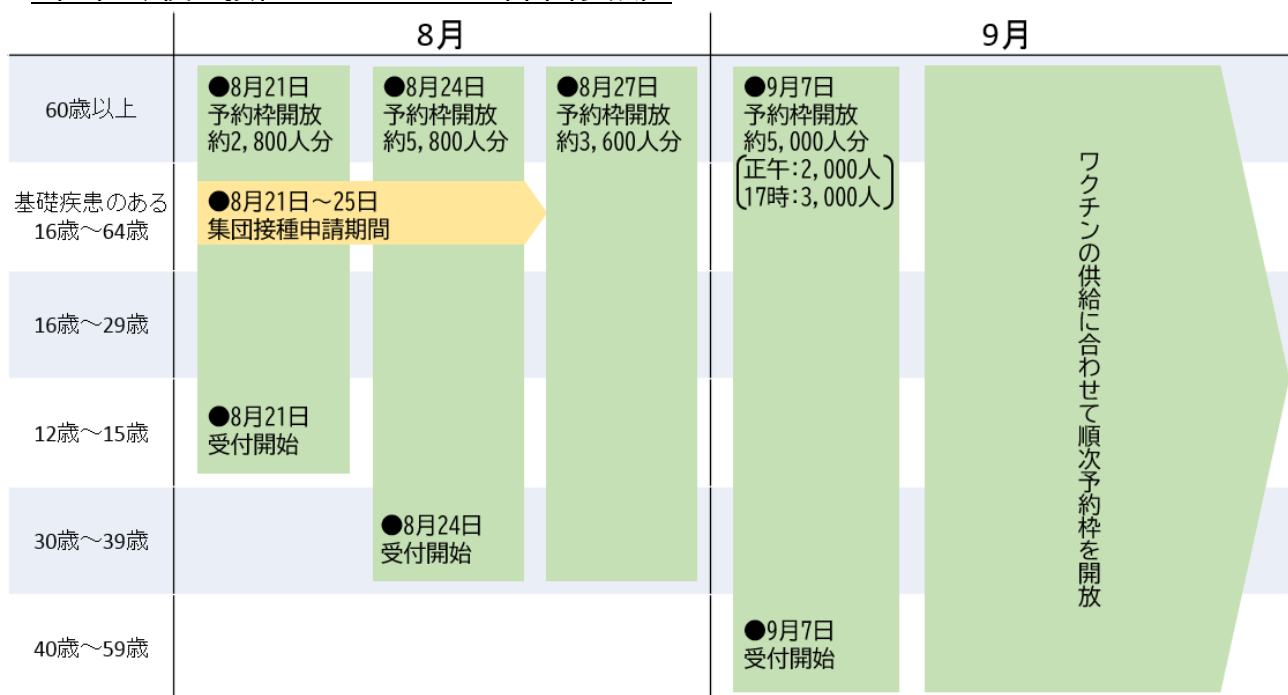 8月
9月
60歳以上
●8月21日
予約枠開放
約2,800人分
●8月24日
予約枠開放
約5,800人分
●8月27日
予約枠開放
約3,600人分
●9月7日
予約枠開放
約5,000人分
正午:2,000人
17時:3,000人
基礎疾患のある
16歳～64歳
●8月21日～25日
集団接種申請期間
16歳～29歳
12歳～15歳
●8月21日
受付開始
30歳～39歳
●8月24日
受付開始
40歳～59歳
●9月7日
受付開始
ワクチンの供給に合わせて順次予約枠を開放